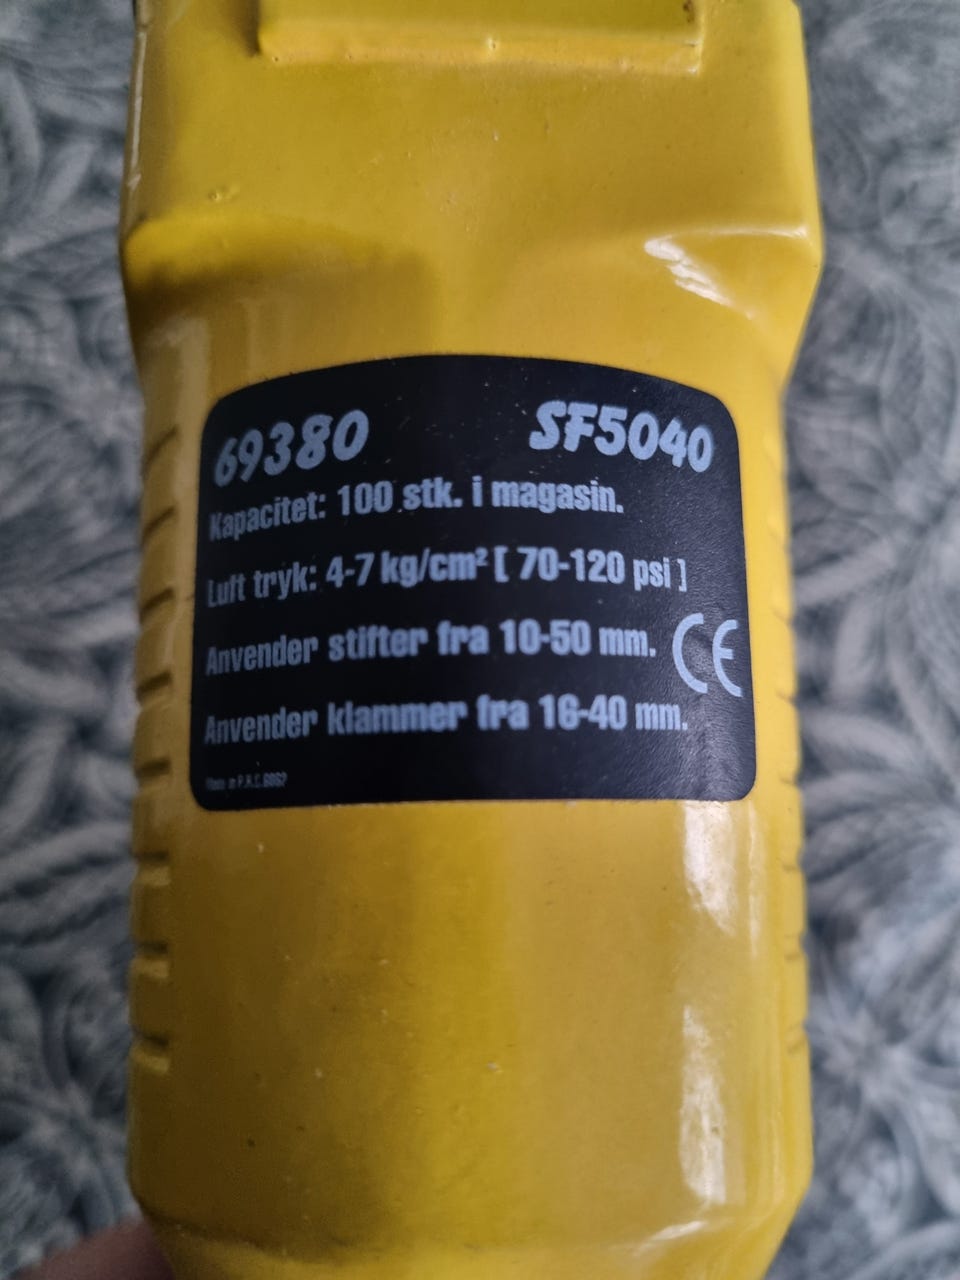 69380 SF5040
Kapacitet: 100 stk. i magasin.
Luft tryk: 4-7 kg/cm² [ 70-120 psi ]
Anvender stifter fra 10-50 mm.
CE
Anvender klammer fra 16-40 mm.
P.R.C.